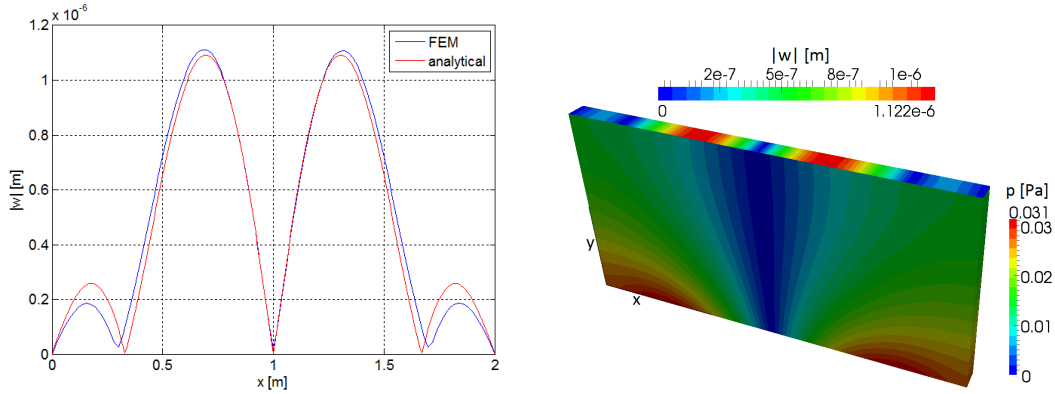 x 10^-6
1.2
1
0.8
0.6
0.4
0.2
0
0 0.5 1 1.5 2
|w| [m]
x [m]
FEM
analytical
|w| [m]
2e-7 5e-7 8e-7 1e-6
0 1.122e-6
y
x
p [Pa]
0.031
0.03
0.02
0.01
0